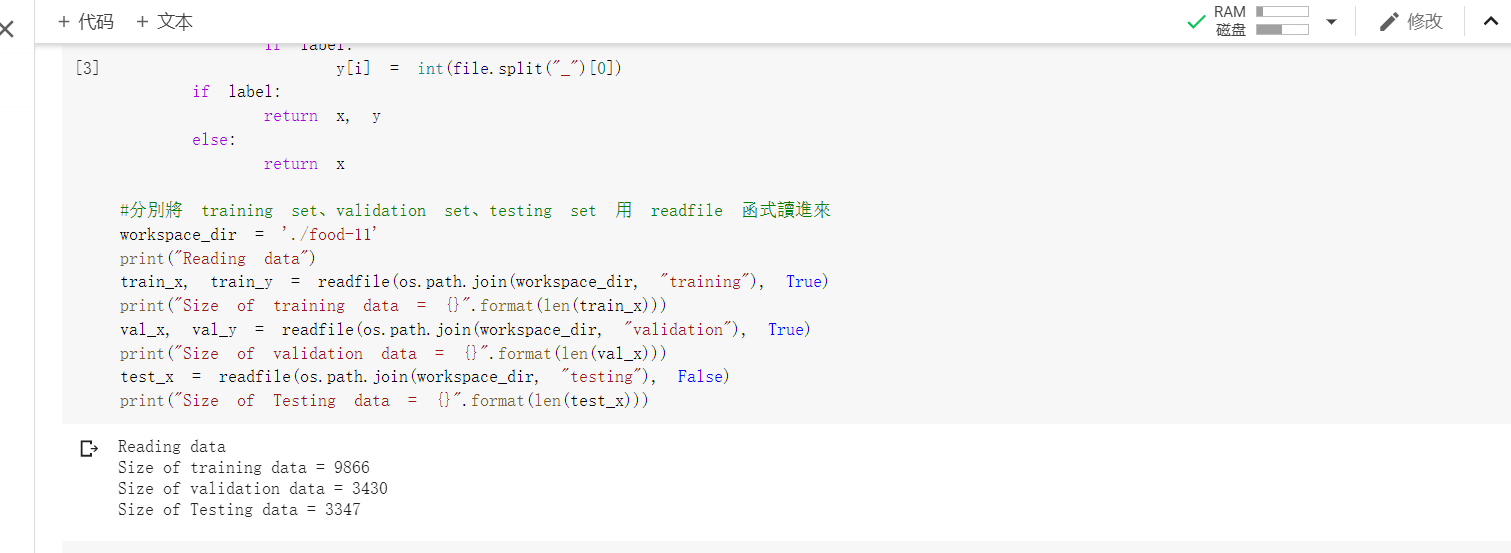 + 代码 + 文本
RAM
磁盘
修改
if label:
[3]
y[i] = int(file.split("_")[0])
if label:
return x, y
else:
return x
#分別將 training set、validation set、testing set 用 readfile 函式讀進來
workspace_dir = './food-11'
print("Reading data")
train_x, train_y = readfile(os.path.join(workspace_dir, "training"), True)
print("Size of training data = {}".format(len(train_x)))
val_x, val_y = readfile(os.path.join(workspace_dir, "validation"), True)
print("Size of validation data = {}".format(len(val_x)))
test_x = readfile(os.path.join(workspace_dir, "testing"), False)
print("Size of Testing data = {}".format(len(test_x)))
Reading data
Size of training data = 9866
Size of validation data = 3430
Size of Testing data = 3347